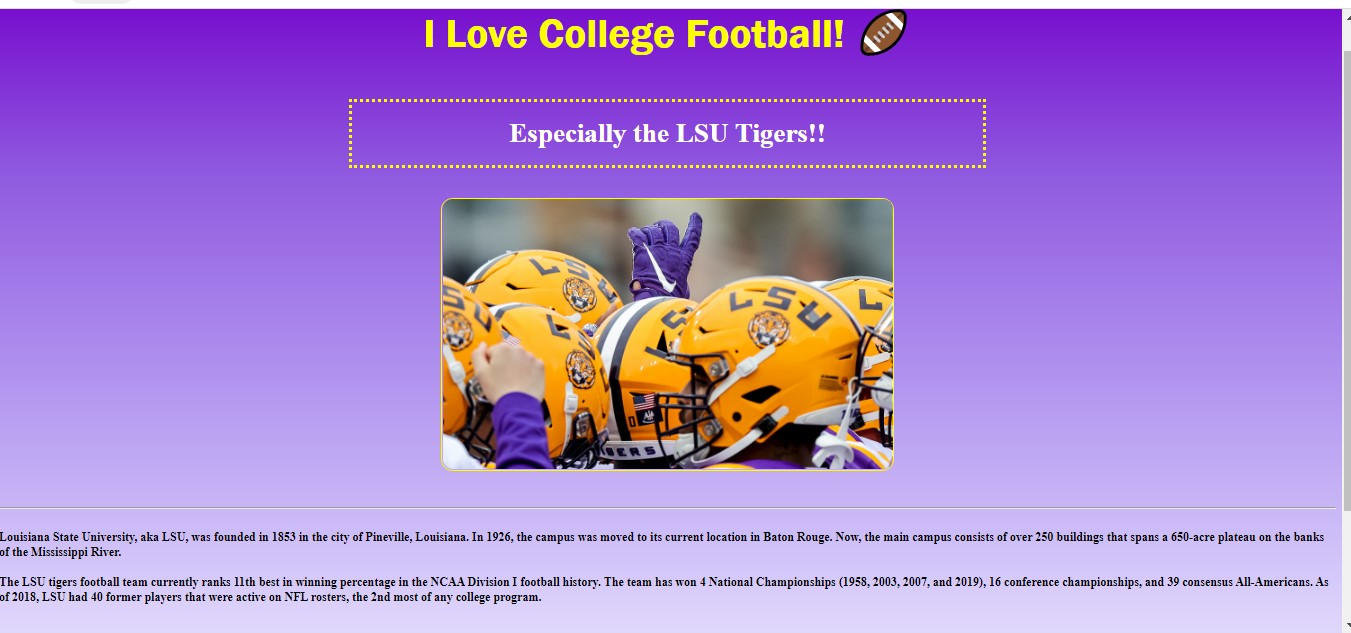 I Love College Football! 🏈
Especially the LSU Tigers!!
LSU
LSU
LSU
Louisiana State University, aka LSU, was founded in 1853 in the city of Pineville, Louisiana. In 1926, the campus was moved to its current location in Baton Rouge. Now, the main campus consists of over 250 buildings that spans a 650-acre plateau on the banks
of the Mississippi River.
The LSU tigers football team currently ranks 11th best in winning percentage in the NCAA Division I football history. The team has won 4 National Championships (1958, 2003, 2007, and 2019), 16 conference championships, and 39 consensus All-Americans. As
of 2018, LSU had 40 former players that were active on NFL rosters, the 2nd most of any college program.